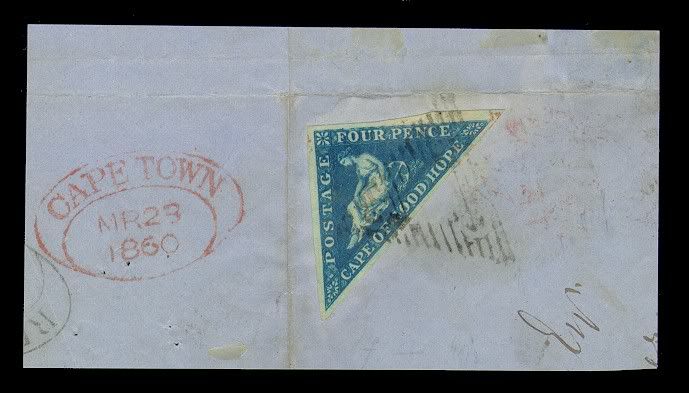 CAPE TOWN
MR 23
1860
POSTAGE
FOUR PENCE
CAPE OF GOOD HOPE